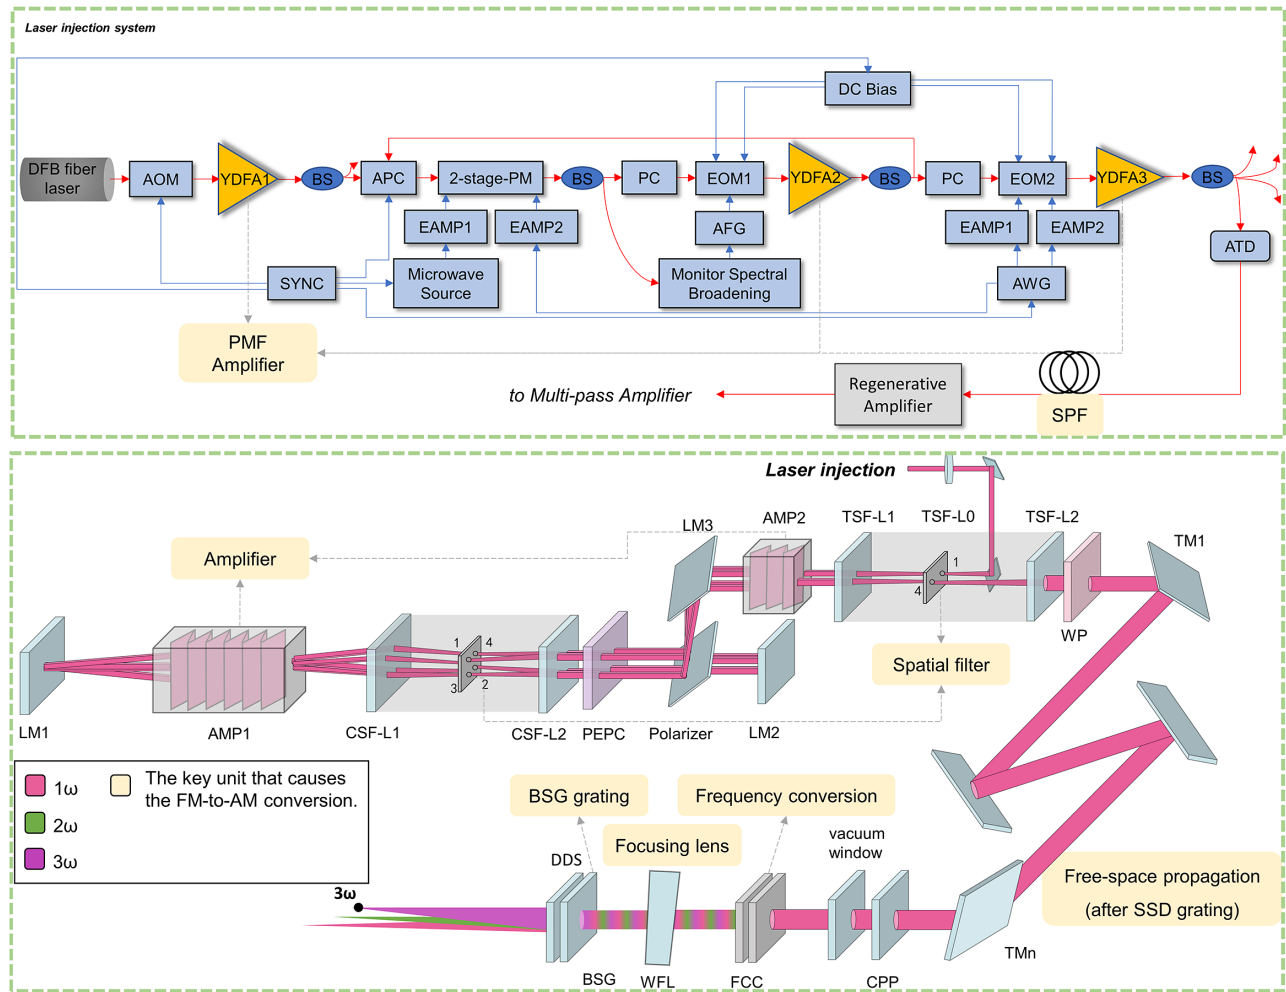 Laser injection system
DC Bias
DFB fiber
laser
AOM
YDFA1
BS
APC
2-stage-PM
BS
PC
EOM1
YDFA2
BS
PC
EOM2
YDFA3
BS
EAMP1
EAMP2
AFG
EAMP1
EAMP2
ATD
SYNC
Microwave
Source
Monitor Spectral
Broadening
AWG
PMF
Amplifier
to Multi-pass Amplifier
Regenerative
Amplifier
SPF
Laser injection
LM3
AMP2
TSF-L1
TSF-L0
TSF-L2
TM1
Amplifier
1
4
WP
1
4
3
2
Spatial filter
LM1
AMP1
CSF-L1
CSF-L2
PEPC
Polarizer
LM2
1ω
The key unit that causes
the FM-to-AM conversion.
2ω
3ω
BSG grating
Frequency conversion
Focusing lens
vacuum
window
DDS
Free-space propagation
(after SSD grating)
3ω
BSG
WFL
FCC
CPP
TMn